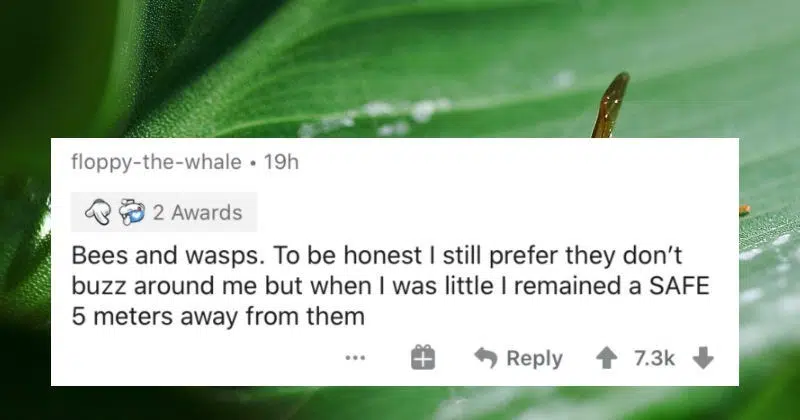 floppy-the-whale • 19h
2 Awards
Bees and wasps. To be honest I still prefer they don’t
buzz around me but when I was little I remained a SAFE
5 meters away from them
••• Reply 7.3k